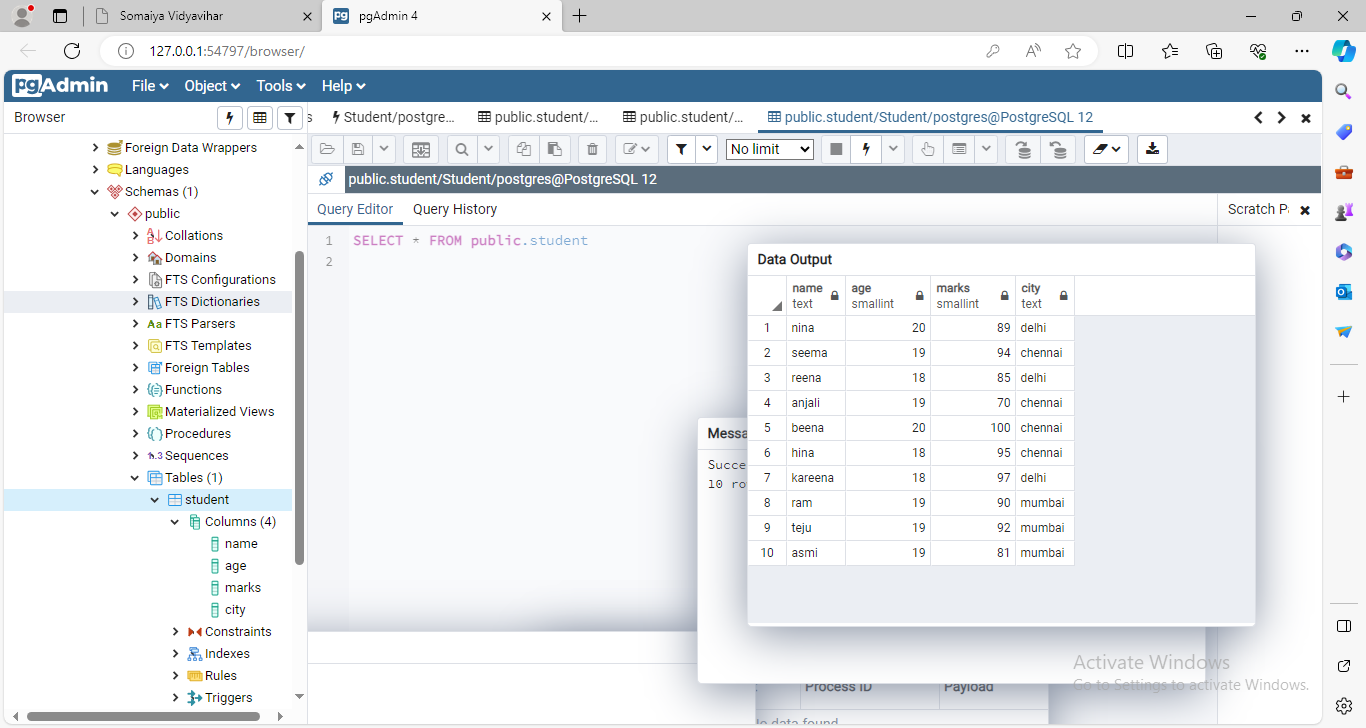 Somaiya Vidyavihar
pgAdmin 4
127.0.0.1:54797/browser/
pgAdmin File Object Tools Help
Browser
Student/postgre... public.student/... public.student/... public.student/Student/postgres@PostgreSQL 12
No limit
public.student/Student/postgres@PostgreSQL 12
Query Editor Query History
Scratch P
Foreign Data Wrappers
Languages
Schemas (1)
public
Collations
Domains
FTS Configurations
FTS Dictionaries
FTS Parsers
FTS Templates
Foreign Tables
Functions
Materialized Views
Procedures
Sequences
Tables (1)
student
Columns (4)
name
age
marks
city
Constraints
Indexes
Rules
Triggers
1 SELECT * FROM public.student
2
Data Output
name text age smallint marks smallint city text
1 nina 20 89 delhi
2 seema 19 94 chennai
3 reena 18 85 delhi
4 anjali 19 70 chennai
5 beena 20 100 chennai
6 hina 18 95 chennai
7 kareena 18 97 delhi
8 ram 19 90 mumbai
9 teju 19 92 mumbai
10 asmi 19 81 mumbai
Messa
Succe
10 ro
Process ID Payload
No data found
Activate Windows
Go to Settings to activate Windows.